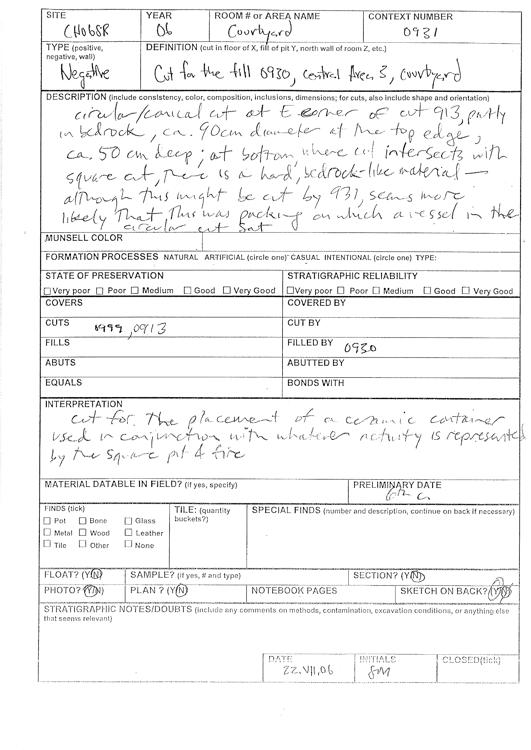 SITE YEAR ROOM # or AREA NAME CONTEXT NUMBER
CH06SR 06 Courtyard 0931
TYPE (positive, negative, wall) DEFINITION (cut in floor of X, fill of pit Y, north wall of room Z, etc.)
Negative Cut for the fill 0930, central Area 3, courtyard
DESCRIPTION (include consistency, color, composition, inclusions, dimensions; for cuts, also include shape and orientation)
circular/conical cut at E corner of cut 913, partly
in bedrock, ca. 90cm diameter at the top edge,
ca. 50 cm deep; at bottom, where cut intersects with
square cut, there is a hard, bedrock-like material —
although this might be cut by 931, seems more
likely that this was packing on which a vessel in the
circular cut sat
MUNSELL COLOR
FORMATION PROCESSES NATURAL ARTIFICIAL (circle one) CASUAL INTENTIONAL (circle one) TYPE:
STATE OF PRESERVATION STRATIGRAPHIC RELIABILITY
Very poor Poor Medium Good Very Good Very poor Poor Medium Good Very Good
COVERS COVERED BY
CUTS 0999, 0913 CUT BY
FILLS FILLED BY 0930
ABUTS ABUTTED BY
EQUALS BONDS WITH
INTERPRETATION
cut for the placement of a ceramic container
used in conjunction with whatever activity is represented
by the square pit & fire
MATERIAL DATABLE IN FIELD? (if yes, specify) PRELIMINARY DATE
6th c
FINDS (tick) TILE: (quantity buckets?) SPECIAL FINDS (number and description, continue on back if necessary)
Pot Bone Glass
Metal Wood Leather
Tile Other None
FLOAT? (Y/N) SAMPLE? (if yes, # and type) SECTION? (Y/N)
PHOTO? (Y/N) PLAN ? (Y/N) NOTEBOOK PAGES SKETCH ON BACK? (Y/N)
STRATIGRAPHIC NOTES/DOUBTS (include any comments on methods, contamination, excavation conditions, or anything else
that seems relevant)
DATE INITIALS CLOSED(tick)
22.VII.06 SM